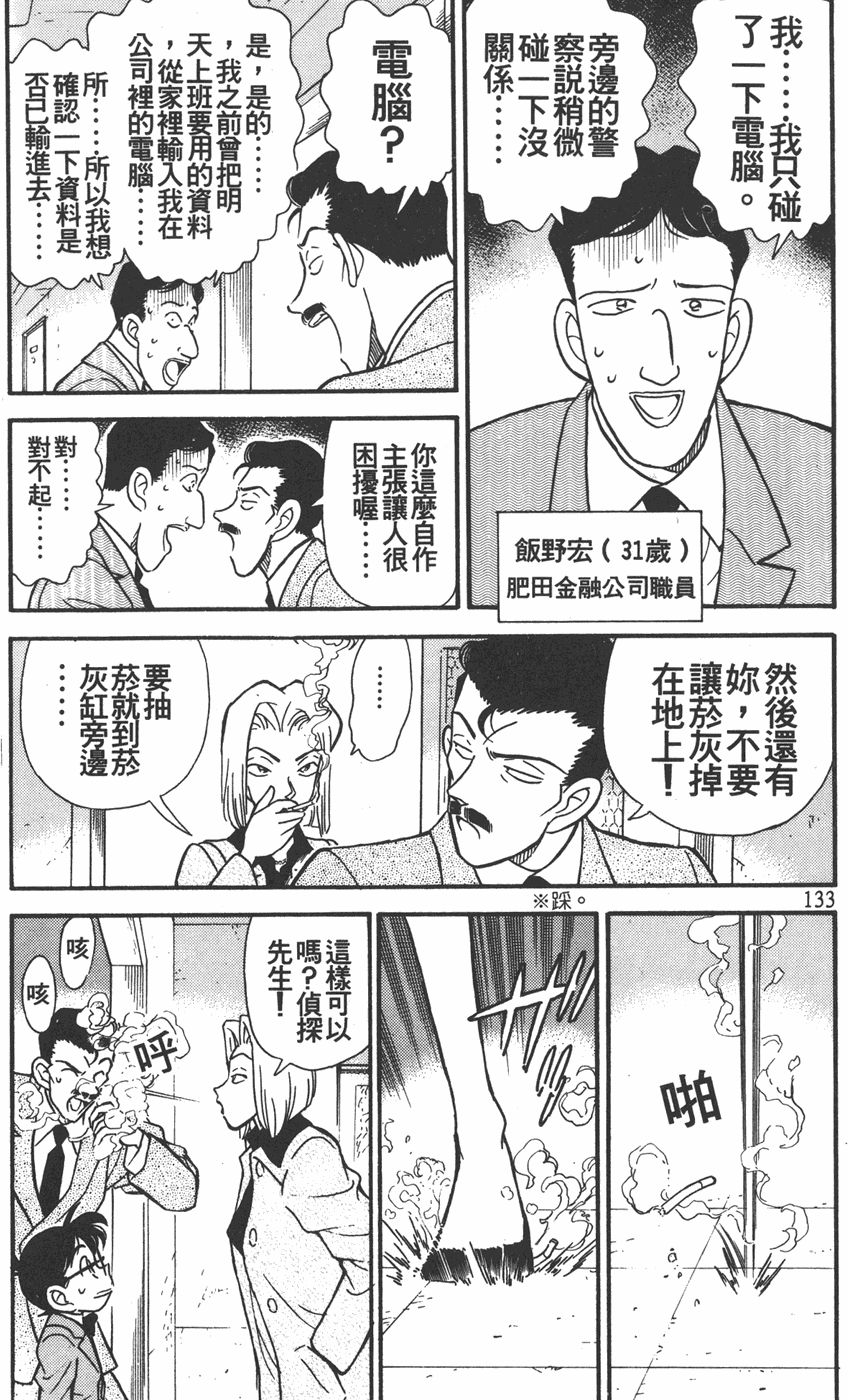 我……我只碰
了一下電腦。
旁邊的警
察說稍微
碰一下沒
關係……
飯野宏（31歲）
肥田金融公司職員
電腦？
是，是的……
，我之前曾把明
天上班要用的資料
，從家裡輸入我在
公司裡的電腦……
所……所以我想
確認一下資料是
否已輸進去……
你這麼自作
主張讓人很
困擾喔……
對……
對不起……
然後還有
妳，不要
讓菸灰掉
在地上！
……
要抽
菸就到菸
灰缸旁邊
……
133
啪
※踩。
這樣可以
嗎？偵探
先生！
呼
咳
咳